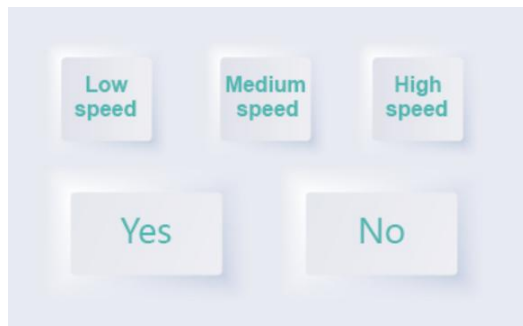 Low
speed
Medium
speed
High
speed
Yes
No